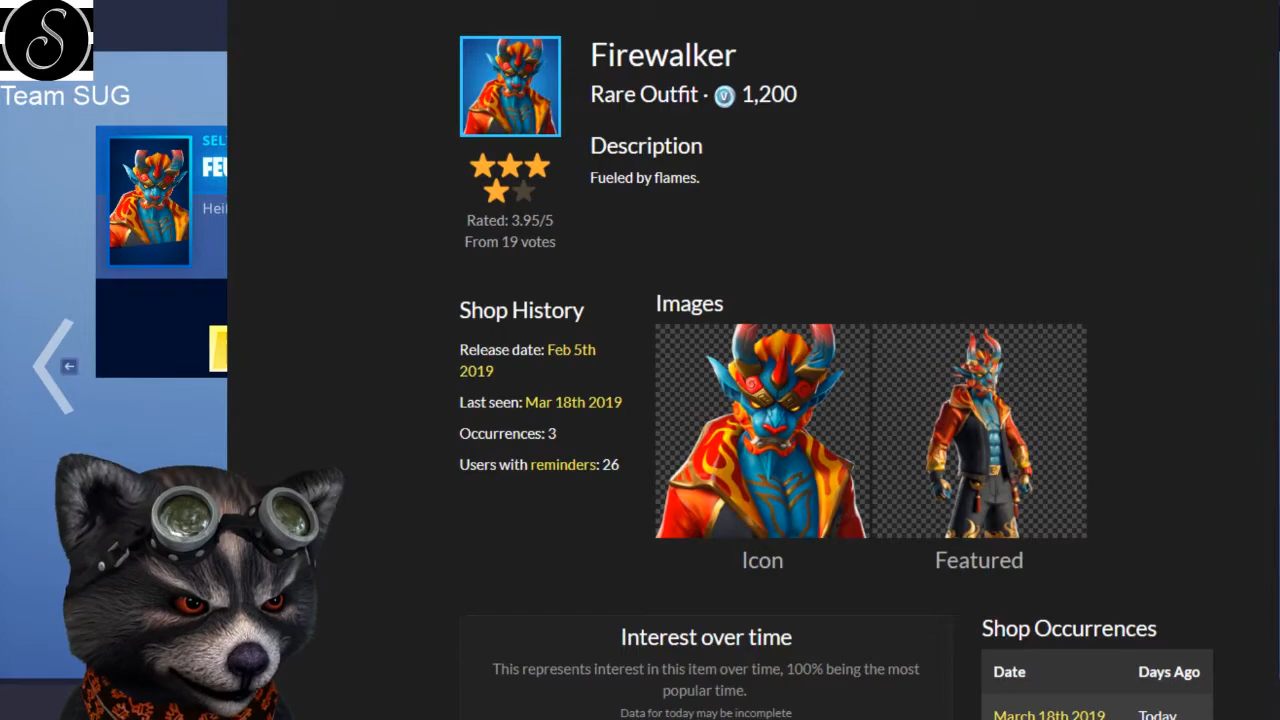 S
Team SUG
SEL
FEU
Heil
Firewalker
Rare Outfit · V 1,200
Description
Fueled by flames.
Rated: 3.95/5
From 19 votes
Shop History
Release date: Feb 5th
2019
Last seen: Mar 18th 2019
Occurrences: 3
Users with reminders: 26
Images
Icon
Featured
Interest over time
This represents interest in this item over time, 100% being the most
popular time.
Data for today may be incomplete
Shop Occurrences
Date Days Ago
March 18th 2019 Today